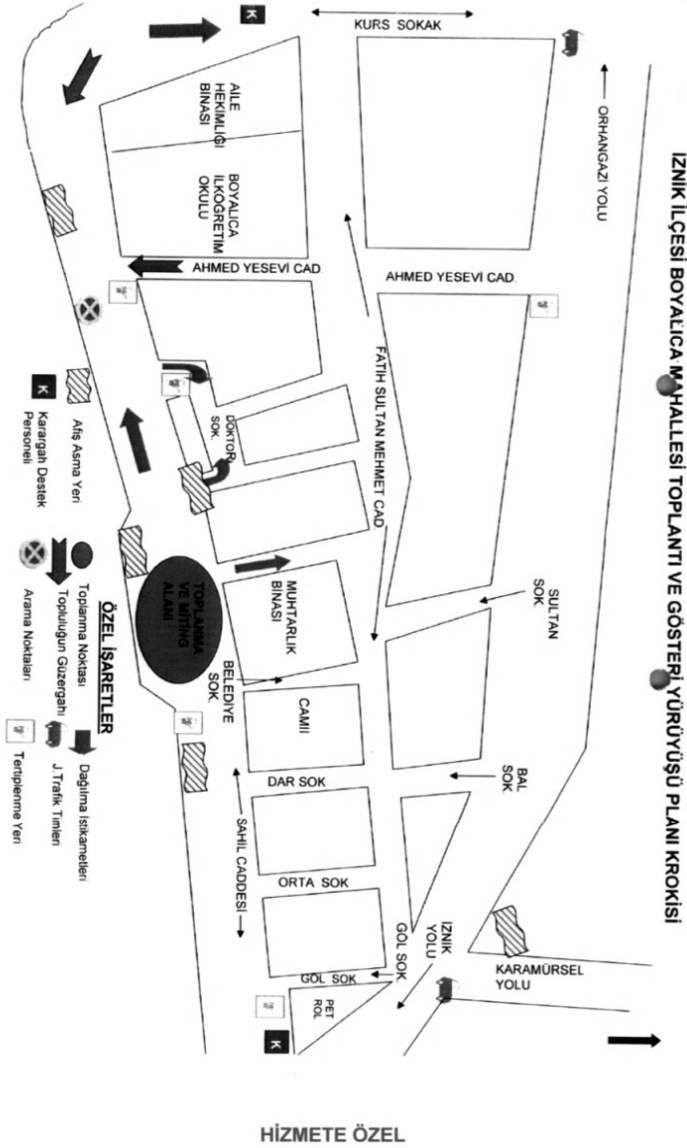 İZNİK İLÇESİ BOYALICA MAHALLESİ TOPLANTI VE GÖSTERİ YÜRÜYÜŞÜ PLANI KROKİSİ
ORHANGAZİ YOLU
KURS SOKAK
K
AİLE
HEKİMLİĞİ
BİNASI
BOYALICA
İLKÖĞRETİM
OKULU
AHMED YESEVİ CAD.
AHMED YESEVİ CAD.
FATİH SULTAN MEHMET CAD
DOKTOR
SOK.
SULTAN
SOK.
MUHTARLIK
BİNASI
TOPLANMA
VE MİTİNG
ALANI
BELEDİYE
SOK.
CAMİİ
BAL
SOK.
DAR SOK
SAHİL CADDESİ
ORTA SOK
İZNİK
YOLU
GÖL SOK.
GÖL SOK
KARAMÜRSEL
YOLU
PET
ROL
K
ÖZEL İŞARETLER
Afiş Asma Yeri
K
Karargah Destek
Personeli
Toplanma Noktası
Topluluğun Güzergahı
Arama Noktaları
Dağılma İstikametleri
J.Trafik Timleri
Tertiplenme Yeri
HİZMETE ÖZEL